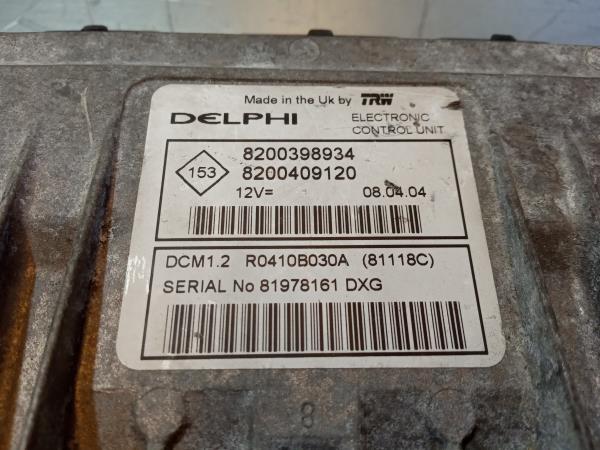 Made in the Uk by TRW
DELPHI ELECTRONIC
CONTROL UNIT
153
8200398934
8200409120
12V= 08.04.04
DCM1.2 R0410B030A (81118C)
SERIAL No 81978161 DXG
8